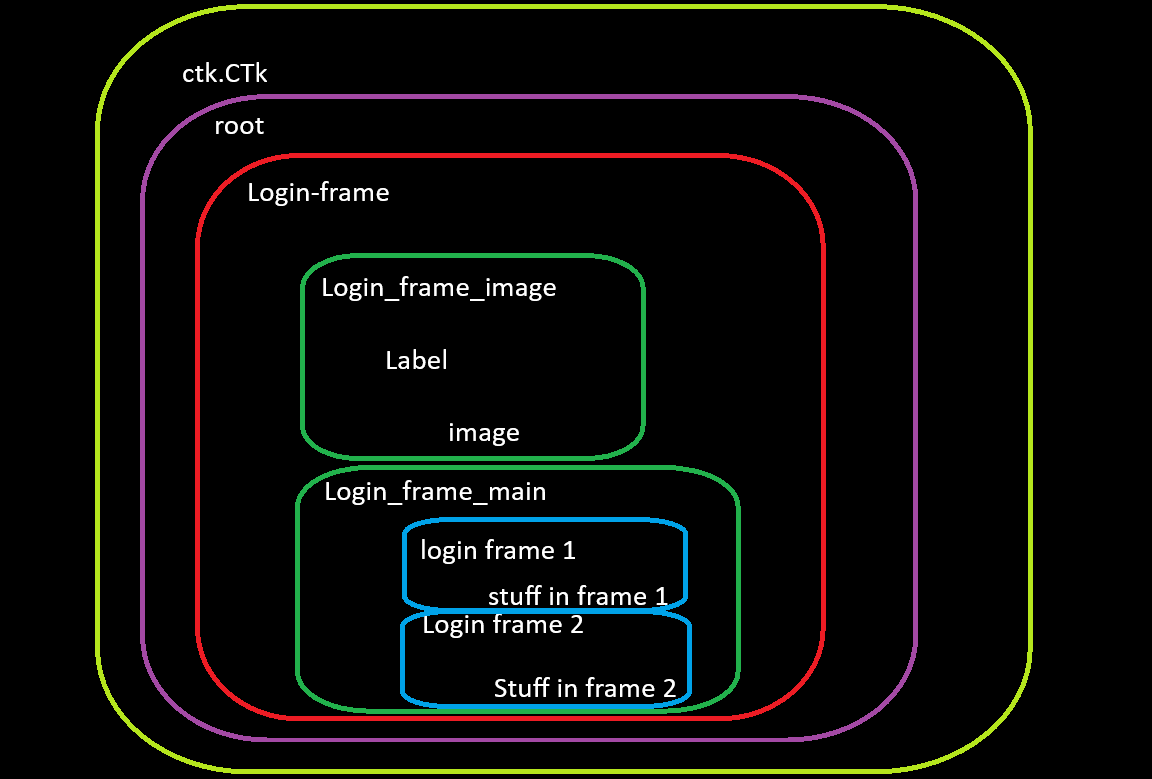 ctk.CTk
root
Login-frame
Login_frame_image
Label
image
Login_frame_main
login frame 1
stuff in frame 1
Login frame 2
Stuff in frame 2